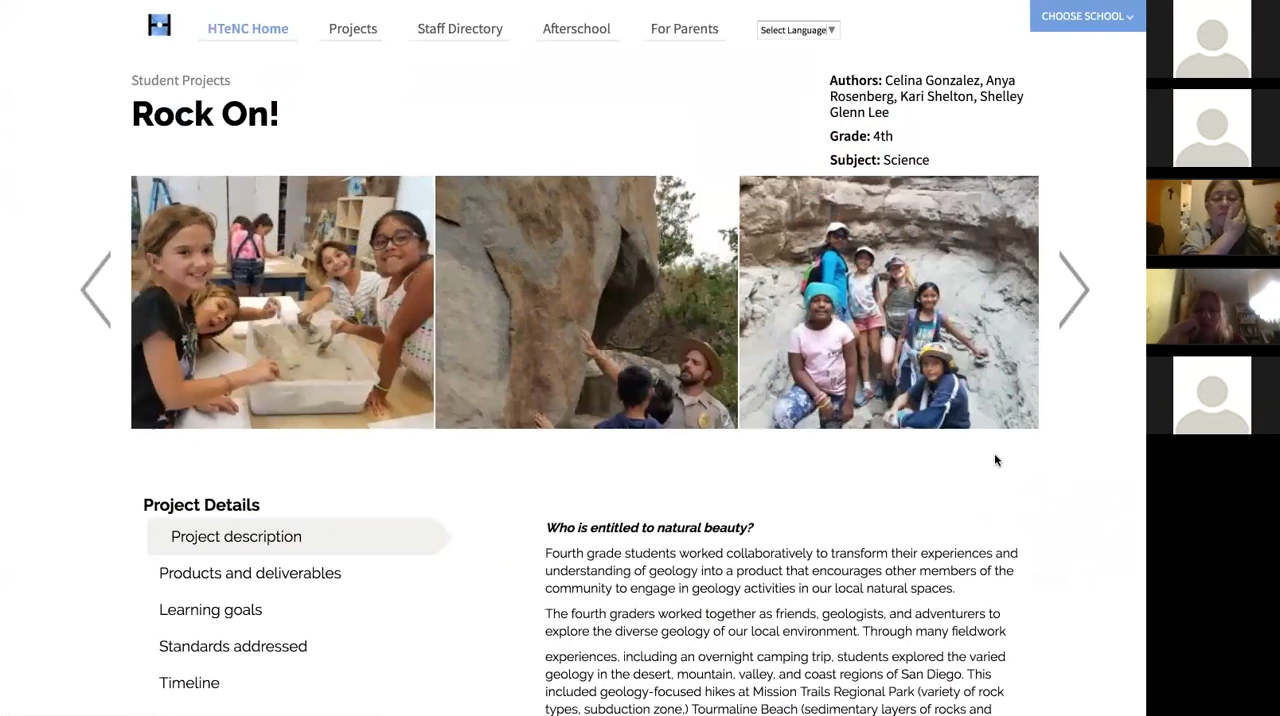 HTeNC Home Projects Staff Directory Afterschool For Parents Select Language▼ CHOOSE SCHOOL
Student Projects
Rock On!
Authors: Celina Gonzalez, Anya
Rosenberg, Kari Shelton, Shelley
Glenn Lee
Grade: 4th
Subject: Science
Project Details
Project description
Products and deliverables
Learning goals
Standards addressed
Timeline
Who is entitled to natural beauty?
Fourth grade students worked collaboratively to transform their experiences and
understanding of geology into a product that encourages other members of the
community to engage in geology activities in our local natural spaces.
The fourth graders worked together as friends, geologists, and adventurers to
explore the diverse geology of our local environment. Through many fieldwork
experiences, including an overnight camping trip, students explored the varied
geology in the desert, mountain, valley, and coast regions of San Diego. This
included geology-focused hikes at Mission Trails Regional Park (variety of rock
types, subduction zone,) Tourmaline Beach (sedimentary layers of rocks and